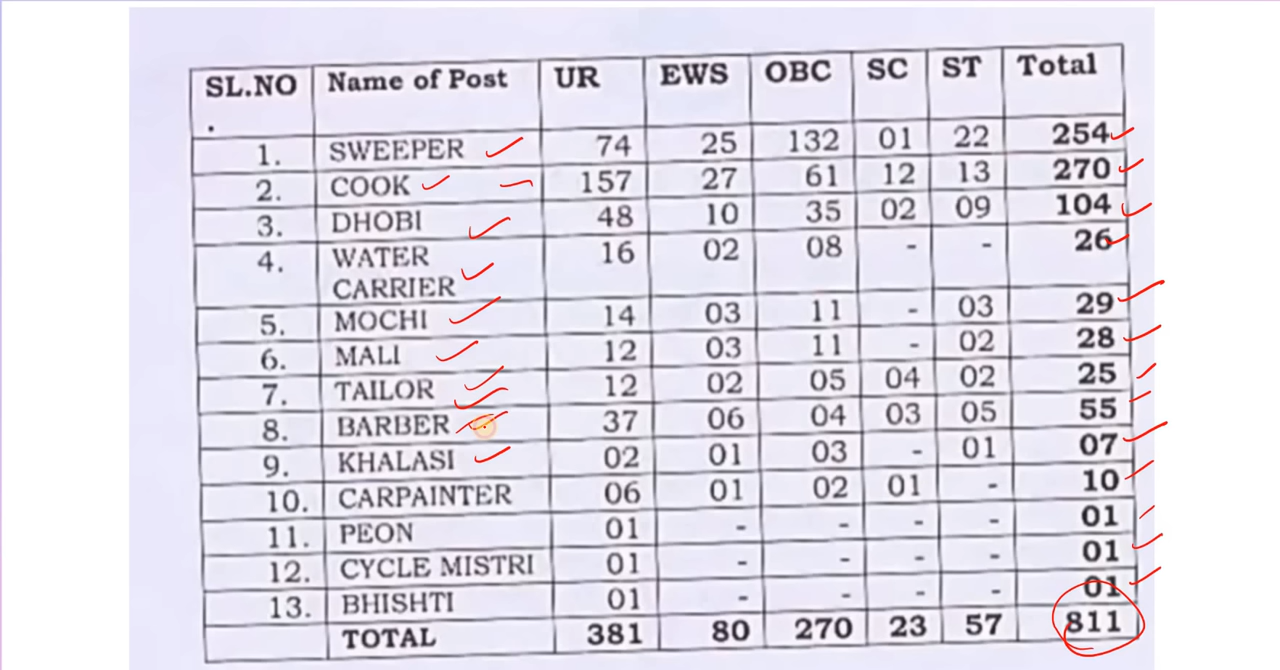 SL.NO Name of Post UR EWS OBC SC ST Total
.
1. SWEEPER 74 25 132 01 22 254
2. COOK 157 27 61 12 13 270
3. DHOBI 48 10 35 02 09 104
4. WATER 16 02 08 - - 26
CARRIER
5. MOCHI 14 03 11 - 03 29
6. MALI 12 03 11 - 02 28
7. TAILOR 12 02 05 04 02 25
8. BARBER 37 06 04 03 05 55
9. KHALASI 02 01 03 - 01 07
10. CARPAINTER 06 01 02 01 - 10
11. PEON 01 - - - - 01
12. CYCLE MISTRI 01 - - - - 01
13. BHISHTI 01 - - - - 01
TOTAL 381 80 270 23 57 811